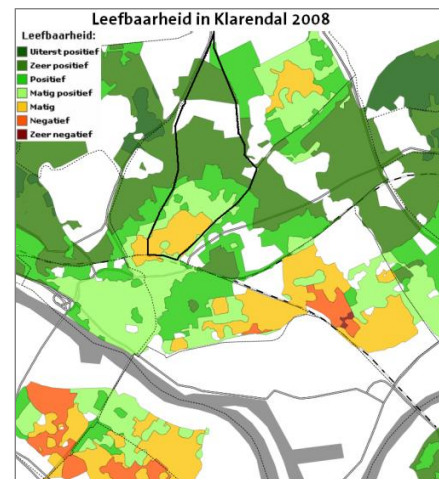 Leefbaarheid in Klarendal 2008
Leefbaarheid:
Uiterst positief
Zeer positief
Positief
Matig positief
Matig
Negatief
Zeer negatief